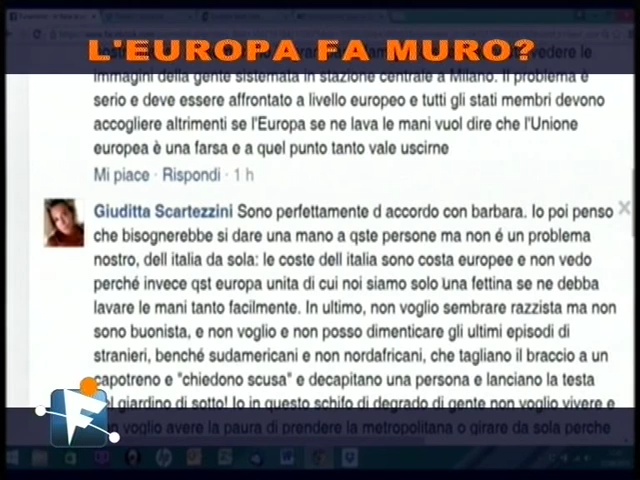 L'EUROPA FA MURO?
vedere le
immagini della gente sistemata in stazione centrale a Milano. Il problema è
serio e deve essere affrontato a livello europeo e tutti gli stati membri devono
accogliere altrimenti se l'Europa se ne lava le mani vuol dire che l'Unione
europea è una farsa e a quel punto tanto vale uscirne
Mi piace · Rispondi · 1 h
Giuditta Scartezzini Sono perfettamente d accordo con barbara. Io poi penso
che bisognerebbe si dare una mano a qste persone ma non é un problema
nostro, dell italia da sola: le coste dell italia sono costa europee e non vedo
perché invece qst europa unita di cui noi siamo solo una fettina se ne debba
lavare le mani tanto facilmente. In ultimo, non voglio sembrare razzista ma non
sono buonista, e non voglio e non posso dimenticare gli ultimi episodi di
stranieri, benché sudamericani e non nordafricani, che tagliano il braccio a un
capotreno e "chiedono scusa" e decapitano una persona e lanciano la testa
giardino di sotto! Io in questo schifo di degrado di gente non voglio vivere e
voglio avere la paura di prendere la metropolitana o girare da sola perche
F